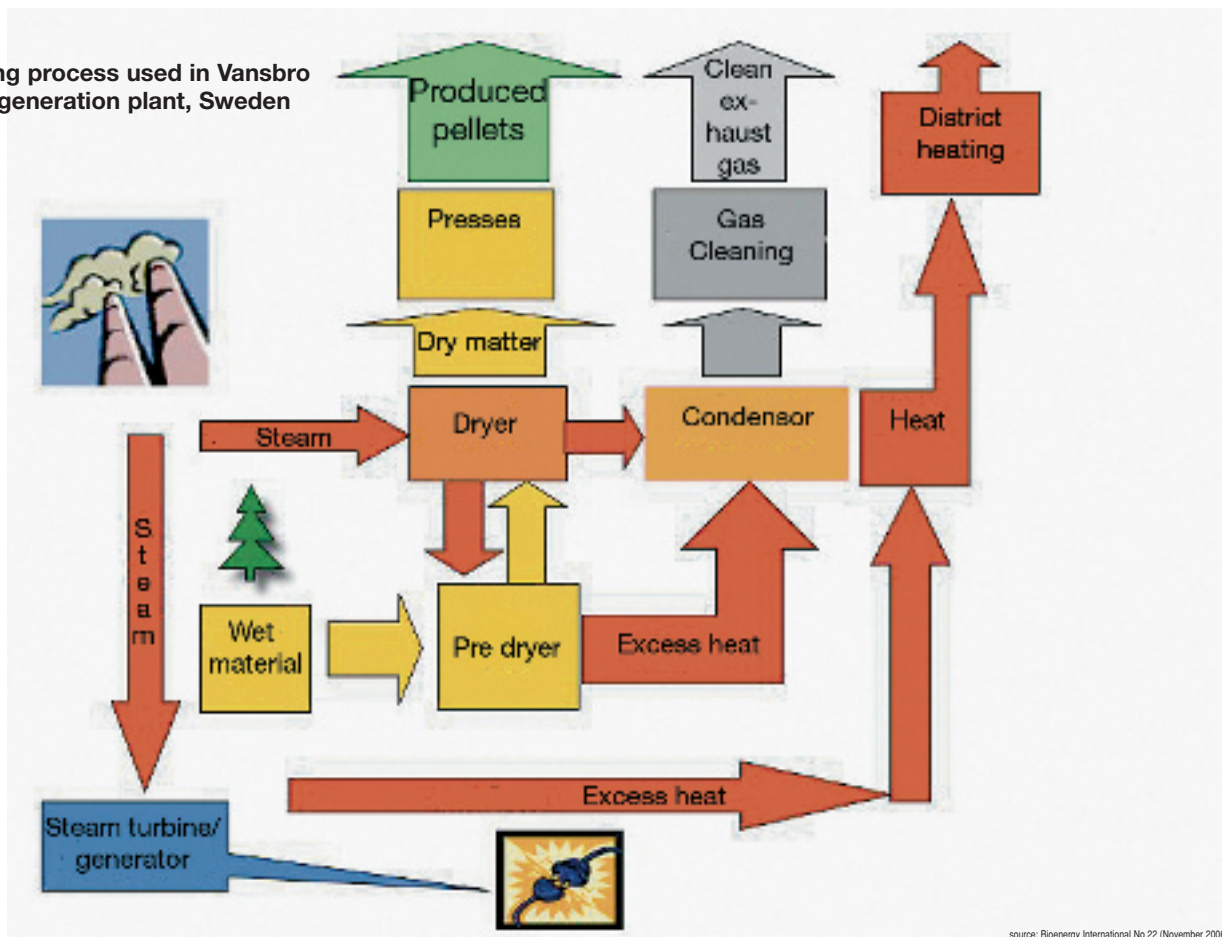 ng process used in Vansbro
generation plant, Sweden
Produced
pellets
Clean
ex-
haust
gas
District
heating
Presses
Gas
Cleaning
Dry matter
Steam
Dryer
Condensor
Heat
S
t
e
a
m
Wet
material
Pre dryer
Excess heat
Excess heat
Steam turbine/
generator
source: Bioenergy International No 22 (November 2006